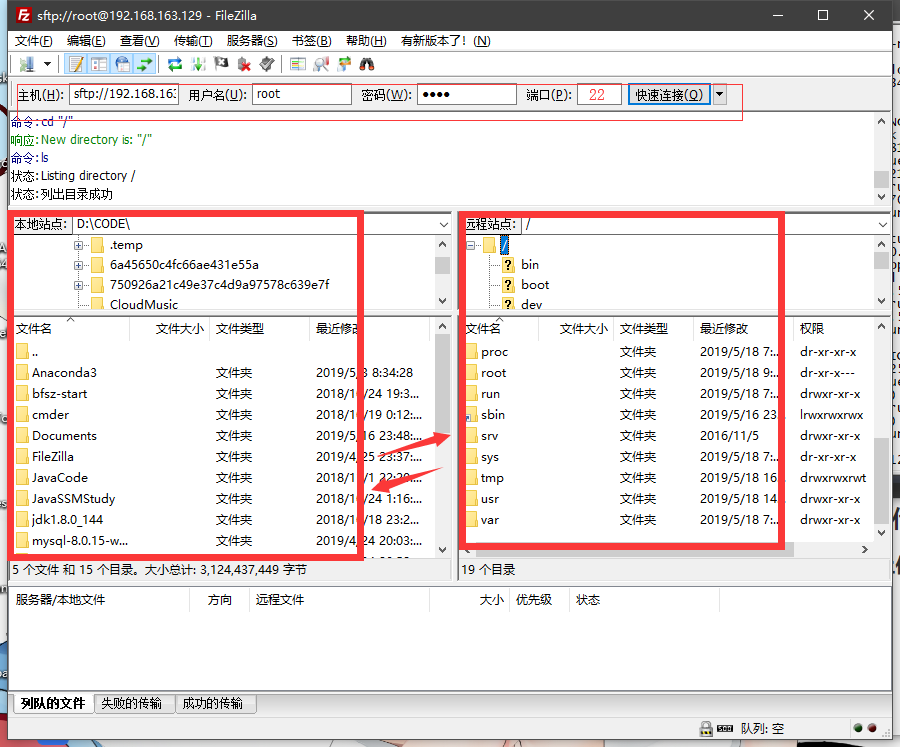 sftp://root@192.168.163.129 - FileZilla
文件(F) 编辑(E) 查看(V) 传输(T) 服务器(S) 书签(B) 帮助(H) 有新版本了! (N)
主机(H): sftp://192.168.163 用户名(U): root 密码(W): ●●●● 端口(P): 22 快速连接(Q)
命令: cd "/"
响应: New directory is: "/"
命令: ls
状态: Listing directory /
状态: 列出目录成功
本地站点: D:\CODE\
.temp
6a45650c4fc66ae431e55a
750926a21c49e37c4d9a97578c639e7f
CloudMusic
文件名 文件大小 文件类型 最近修改
..
Anaconda3 文件夹 2019/5/3 8:34:28
bfsz-start 文件夹 2018/10/24 19:3...
cmder 文件夹 2018/10/19 0:12:...
Documents 文件夹 2019/5/16 23:48:...
FileZilla 文件夹 2019/4/25 23:37:...
JavaCode 文件夹
JavaSSMStudy 文件夹 2018/10/24 1:16:...
jdk1.8.0_144 文件夹 2018/10/18 23:2...
mysql-8.0.15-w... 文件夹 2019/4/24 20:03:...
5 个文件 和 15 个目录。大小总计: 3,124,437,449 字节
远程站点: /
/
bin
boot
dev
文件名 文件大小 文件类型 最近修改 权限
proc 文件夹 2019/5/18 7:... dr-xr-xr-x
root 文件夹 2019/5/18 9:... dr-xr-x---
run 文件夹 2019/5/18 7:... drwxr-xr-x
sbin 文件夹 2019/5/16 23... lrwxrwxrwx
srv 文件夹 2016/11/5 drwxr-xr-x
sys 文件夹 2019/5/18 7:... dr-xr-xr-x
tmp 文件夹 2019/5/18 16... drwxrwxrwt
usr 文件夹 2019/5/18 14... drwxr-xr-x
var 文件夹 2019/5/18 7:... drwxr-xr-x
19 个目录
服务器/本地文件 方向 远程文件 大小 优先级 状态
列队的文件 失败的传输 成功的传输
队列: 空